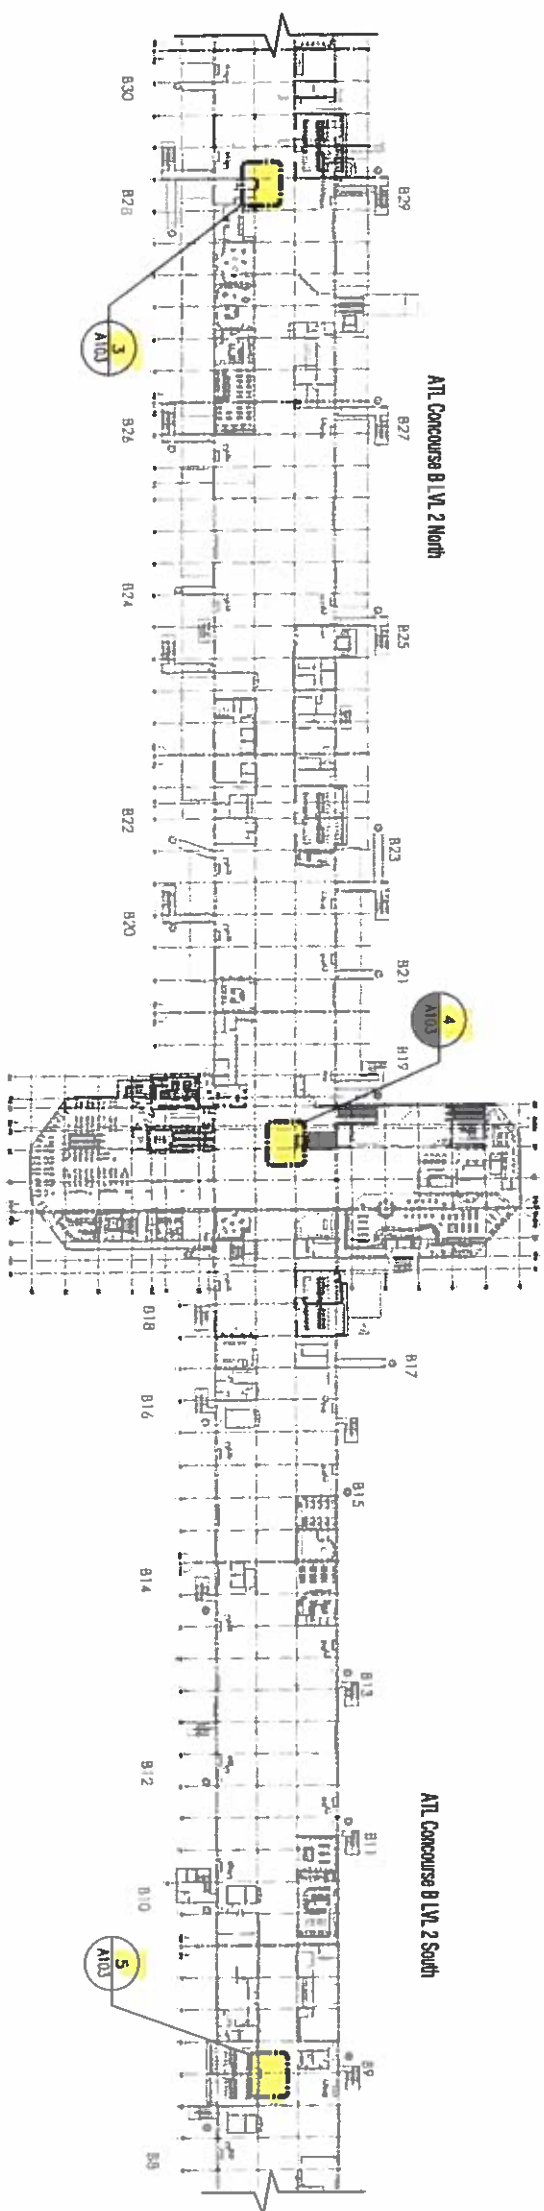 B30
B29
B28
3
A103
ATL Concourse B LVL 2 North
B27
B26
B25
B24
B23
B22
B21
B20
4
A103
B19
B18
B17
B16
B15
B14
B13
B12
ATL Concourse B LVL 2 South
B11
B10
5
A103
B9
B8